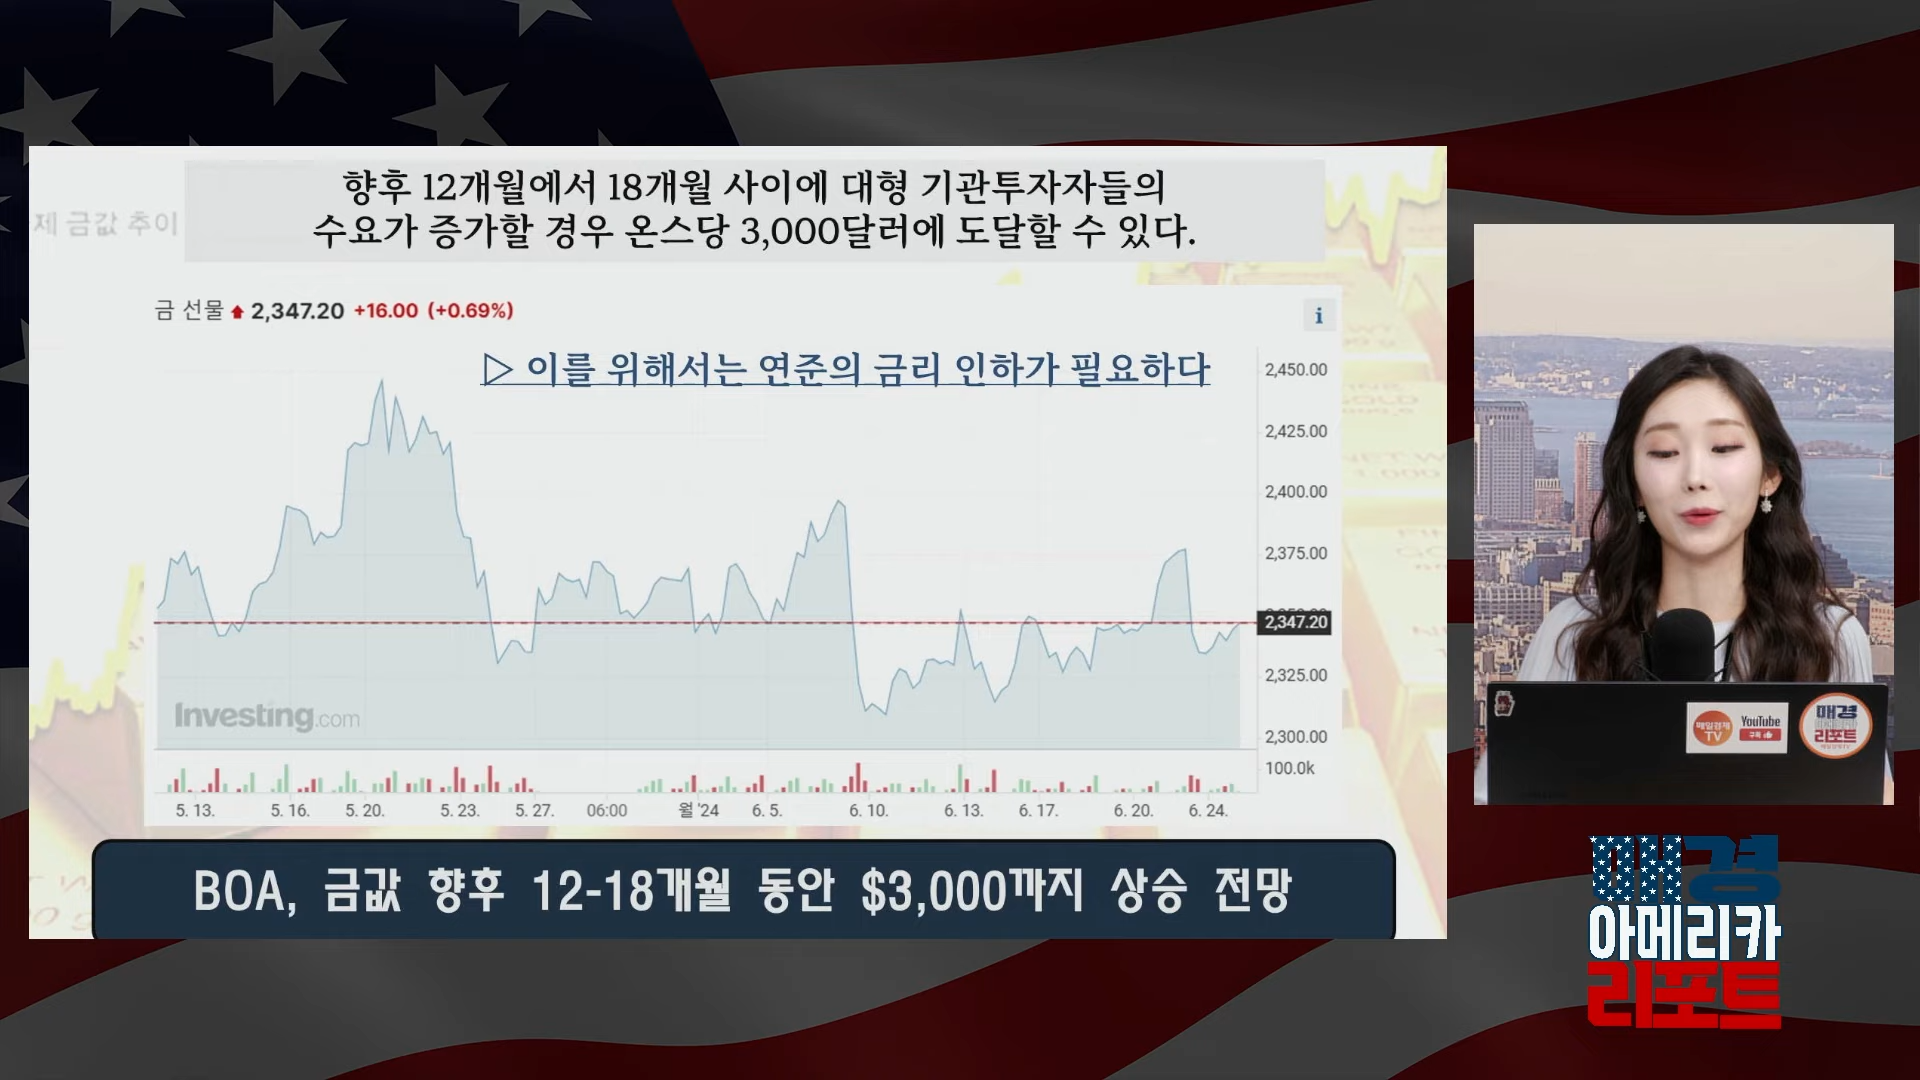 향후 12개월에서 18개월 사이에 대형 기관투자자들의
수요가 증가할 경우 온스당 3,000달러에 도달할 수 있다.
제 금값 추이
금 선물 2,347.20 +16.00 (+0.69%)
i
▷ 이를 위해서는 연준의 금리 인하가 필요하다
2,450.00
2,425.00
2,400.00
2,375.00
2,347.20
2,325.00
2,300.00
100.0k
Investing.com
5. 13. 5. 16. 5. 20. 5. 23. 5. 27. 06:00 월 '24 6. 5. 6. 10. 6. 13. 6. 17. 6. 20. 6. 24.
BOA, 금값 향후 12-18개월 동안 $3,000까지 상승 전망
매일경제
TV
YouTube
구독
매경
아메리카
리포트
매경
아메리카
리포트